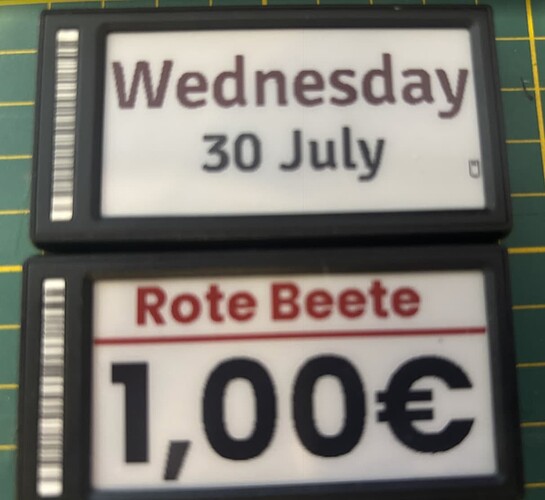 Wednesday
30 July
Rote Beete
1,00€